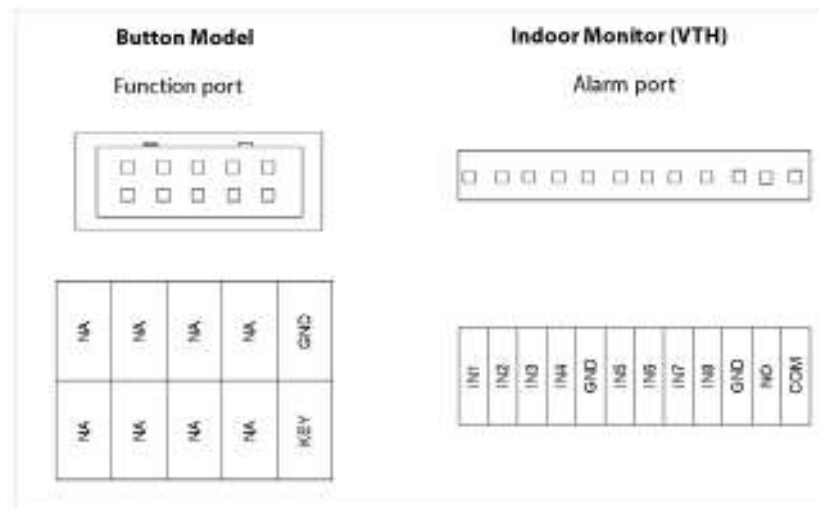 Button Model
Function port
NA NA NA NA GND
NA NA NA NA KEY
Indoor Monitor (VTH)
Alarm port
IN1 IN2 IN3 IN4 GND IN5 IN6 IN7 IN8 GND NO COM